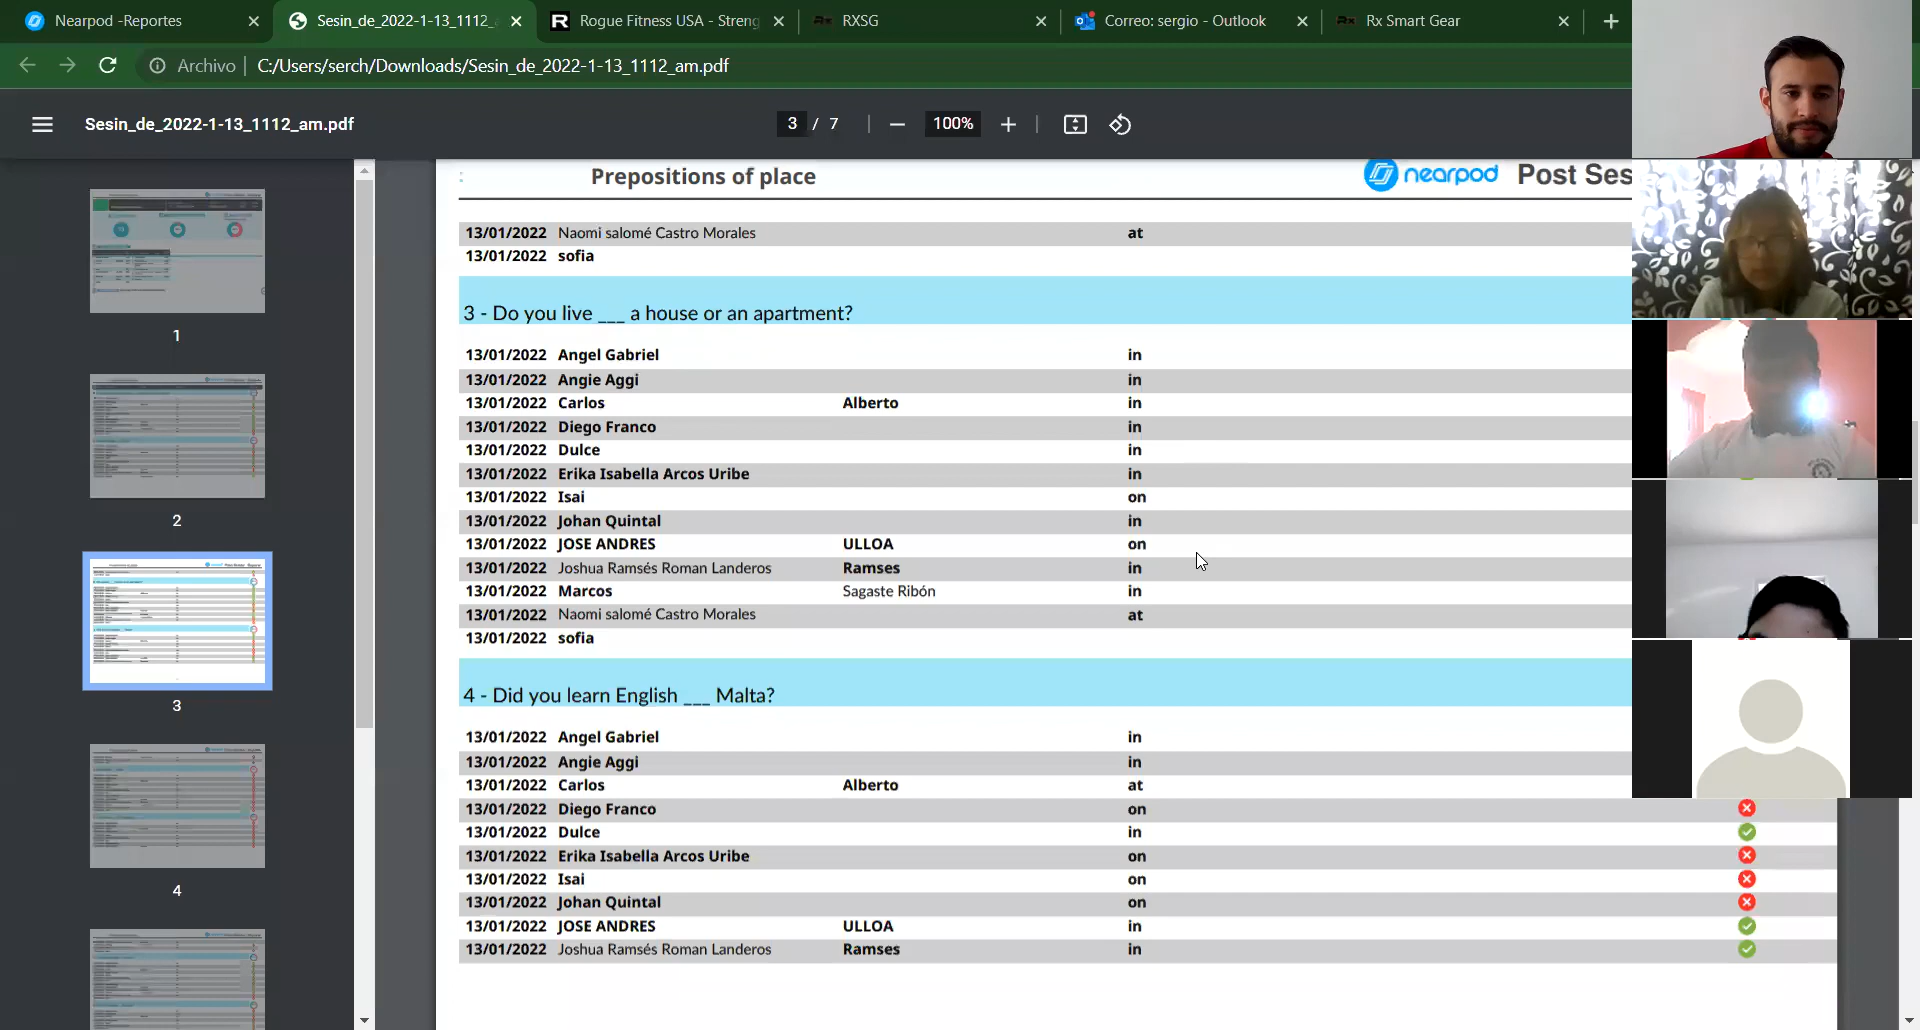 Nearpod -Reportes
Sesin_de_2022-1-13_1112_
Rogue Fitness USA - Streng
RXSG
Correo: sergio - Outlook
Rx Smart Gear
Archivo C:/Users/serch/Downloads/Sesin_de_2022-1-13_1112_am.pdf
Sesin_de_2022-1-13_1112_am.pdf
3 / 7
100%
1
2
3
4
: Prepositions of place nearpod Post Ses
13/01/2022 Naomi salomé Castro Morales at
13/01/2022 sofia
3 - Do you live ___ a house or an apartment?
13/01/2022 Angel Gabriel in
13/01/2022 Angie Aggi in
13/01/2022 Carlos Alberto in
13/01/2022 Diego Franco in
13/01/2022 Dulce in
13/01/2022 Erika Isabella Arcos Uribe in
13/01/2022 Isai on
13/01/2022 Johan Quintal in
13/01/2022 JOSE ANDRES ULLOA on
13/01/2022 Joshua Ramsés Roman Landeros Ramses in
13/01/2022 Marcos Sagaste Ribón in
13/01/2022 Naomi salomé Castro Morales at
13/01/2022 sofia
4 - Did you learn English ___ Malta?
13/01/2022 Angel Gabriel in
13/01/2022 Angie Aggi in
13/01/2022 Carlos Alberto at
13/01/2022 Diego Franco on
13/01/2022 Dulce in
13/01/2022 Erika Isabella Arcos Uribe on
13/01/2022 Isai on
13/01/2022 Johan Quintal on
13/01/2022 JOSE ANDRES ULLOA in
13/01/2022 Joshua Ramsés Roman Landeros Ramses in